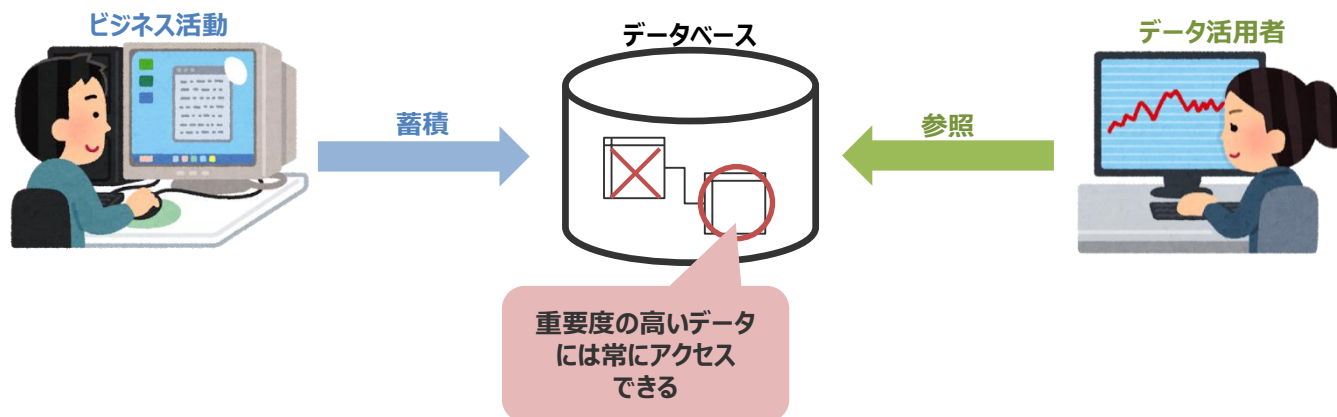 ビジネス活動
データベース
データ活用者
蓄積
参照
重要度の高いデータ
には常にアクセス
できる